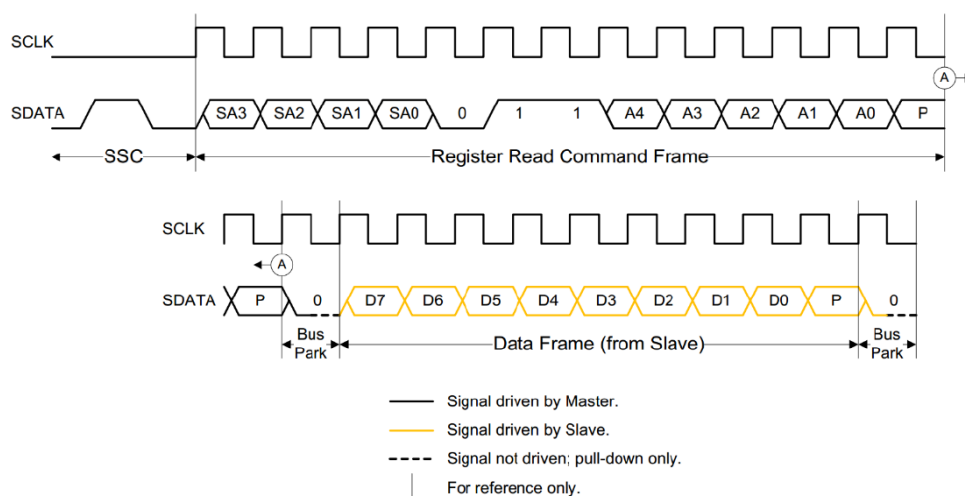 SCLK
A
SDATA SA3 SA2 SA1 SA0 0 1 1 A4 A3 A2 A1 A0 P
SSC Register Read Command Frame
SCLK
A
SDATA P 0 D7 D6 D5 D4 D3 D2 D1 D0 P 0
Bus Park Data Frame (from Slave) Bus Park
Signal driven by Master.
Signal driven by Slave.
Signal not driven; pull-down only.
For reference only.